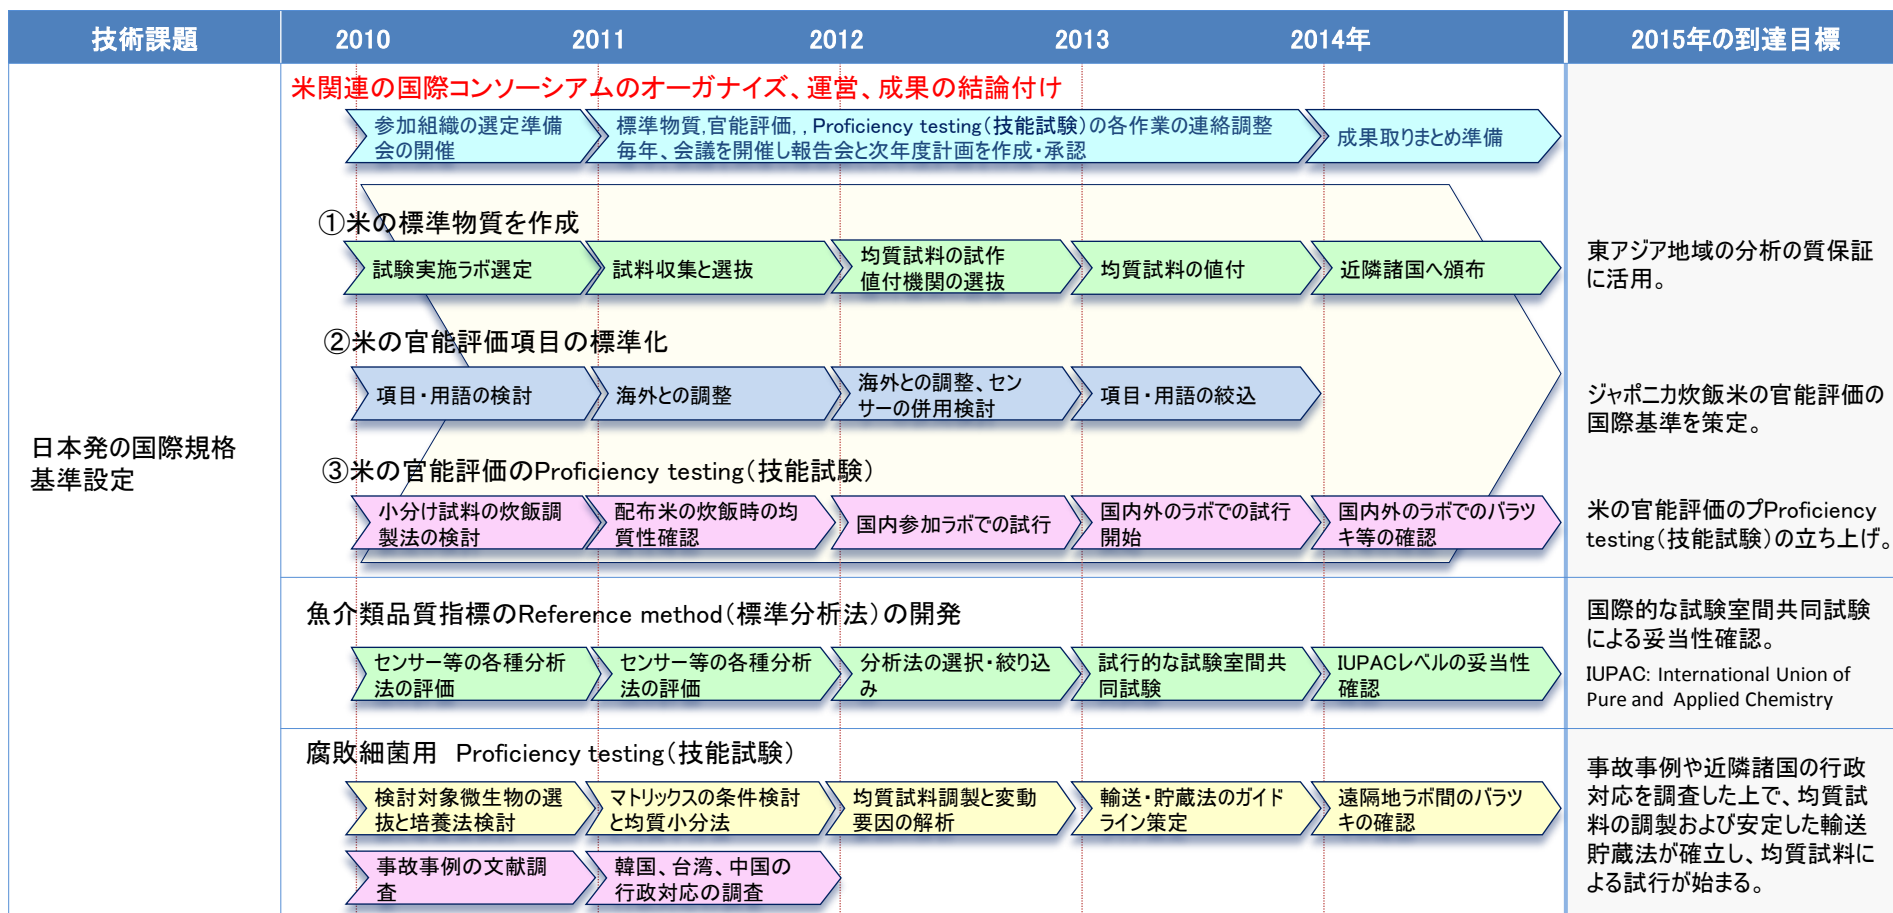 技術課題
2010
2011
2012
2013
2014年
2015年の到達目標
日本発の国際規格
基準設定
米関連の国際コンソーシアムのオーガナイズ、運営、成果の結論付け
参加組織の選定準備
会の開催
標準物質,官能評価,,Proficiency testing（技能試験）の各作業の連絡調整
毎年、会議を開催し報告会と次年度計画を作成・承認
成果取りまとめ準備
①米の標準物質を作成
試験実施ラボ選定
試料収集と選抜
均質試料の試作
値付機関の選抜
均質試料の値付
近隣諸国へ頒布
東アジア地域の分析の質保証
に活用。
②米の官能評価項目の標準化
項目・用語の検討
海外との調整
海外との調整、セン
サーの併用検討
項目・用語の絞込
ジャポニカ炊飯米の官能評価の
国際基準を策定。
③米の官能評価のProficiency testing（技能試験）
小分け試料の炊飯調
製法の検討
配布米の炊飯時の均
質性確認
国内参加ラボでの試行
国内外のラボでの試行
開始
国内外のラボでのバラツ
キ等の確認
米の官能評価のプProficiency
testing（技能試験）の立ち上げ。
魚介類品質指標のReference method（標準分析法）の開発
センサー等の各種分析
法の評価
センサー等の各種分析
法の評価
分析法の選択・絞り込
み
試行的な試験室間共
同試験
IUPACレベルの妥当性
確認
国際的な試験室間共同試験
による妥当性確認。
IUPAC: International Union of
Pure and Applied Chemistry
腐敗細菌用　Proficiency testing（技能試験）
検討対象微生物の選
抜と培養法検討
マトリックスの条件検討
と均質小分法
均質試料調製と変動
要因の解析
輸送・貯蔵法のガイド
ライン策定
遠隔地ラボ間のバラツ
キの確認
事故事例の文献調
査
韓国、台湾、中国の
行政対応の調査
事故事例や近隣諸国の行政
対応を調査した上で、均質試
料の調製および安定した輸送
貯蔵法が確立し、均質試料に
よる試行が始まる。